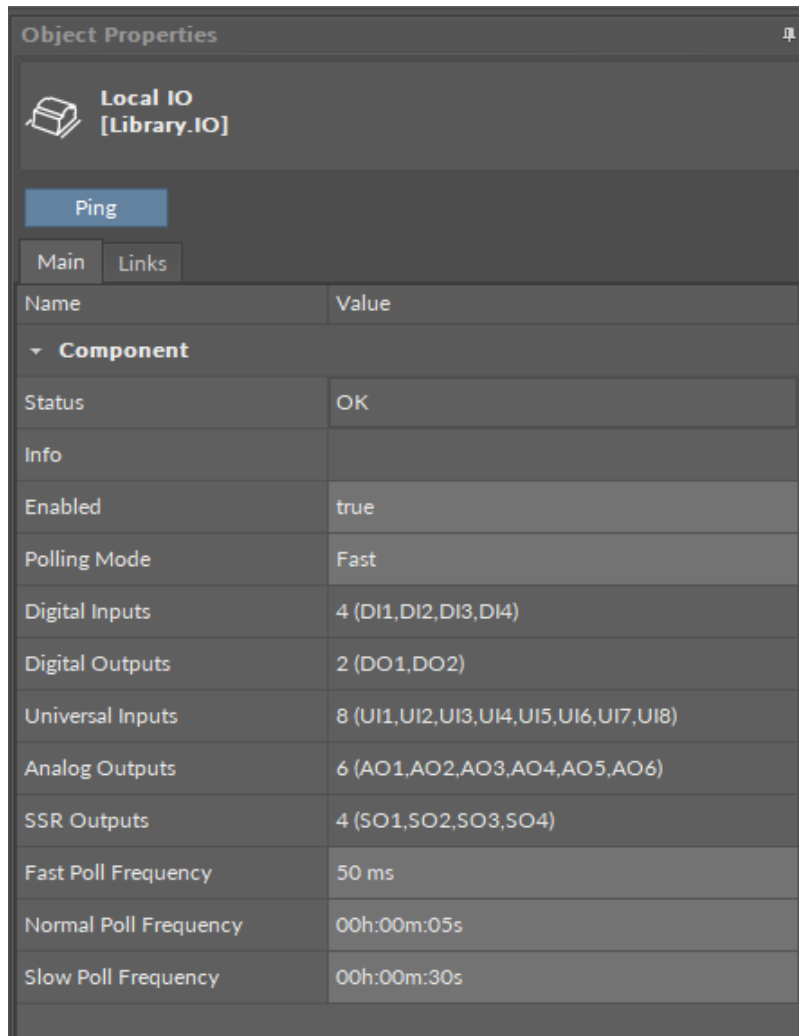 Object Properties
Local IO
[Library.IO]
Ping
Main Links
Name Value
Component
Status OK
Info
Enabled true
Polling Mode Fast
Digital Inputs 4 (DI1,DI2,DI3,DI4)
Digital Outputs 2 (DO1,DO2)
Universal Inputs 8 (UI1,UI2,UI3,UI4,UI5,UI6,UI7,UI8)
Analog Outputs 6 (AO1,AO2,AO3,AO4,AO5,AO6)
SSR Outputs 4 (SO1,SO2,SO3,SO4)
Fast Poll Frequency 50 ms
Normal Poll Frequency 00h:00m:05s
Slow Poll Frequency 00h:00m:30s